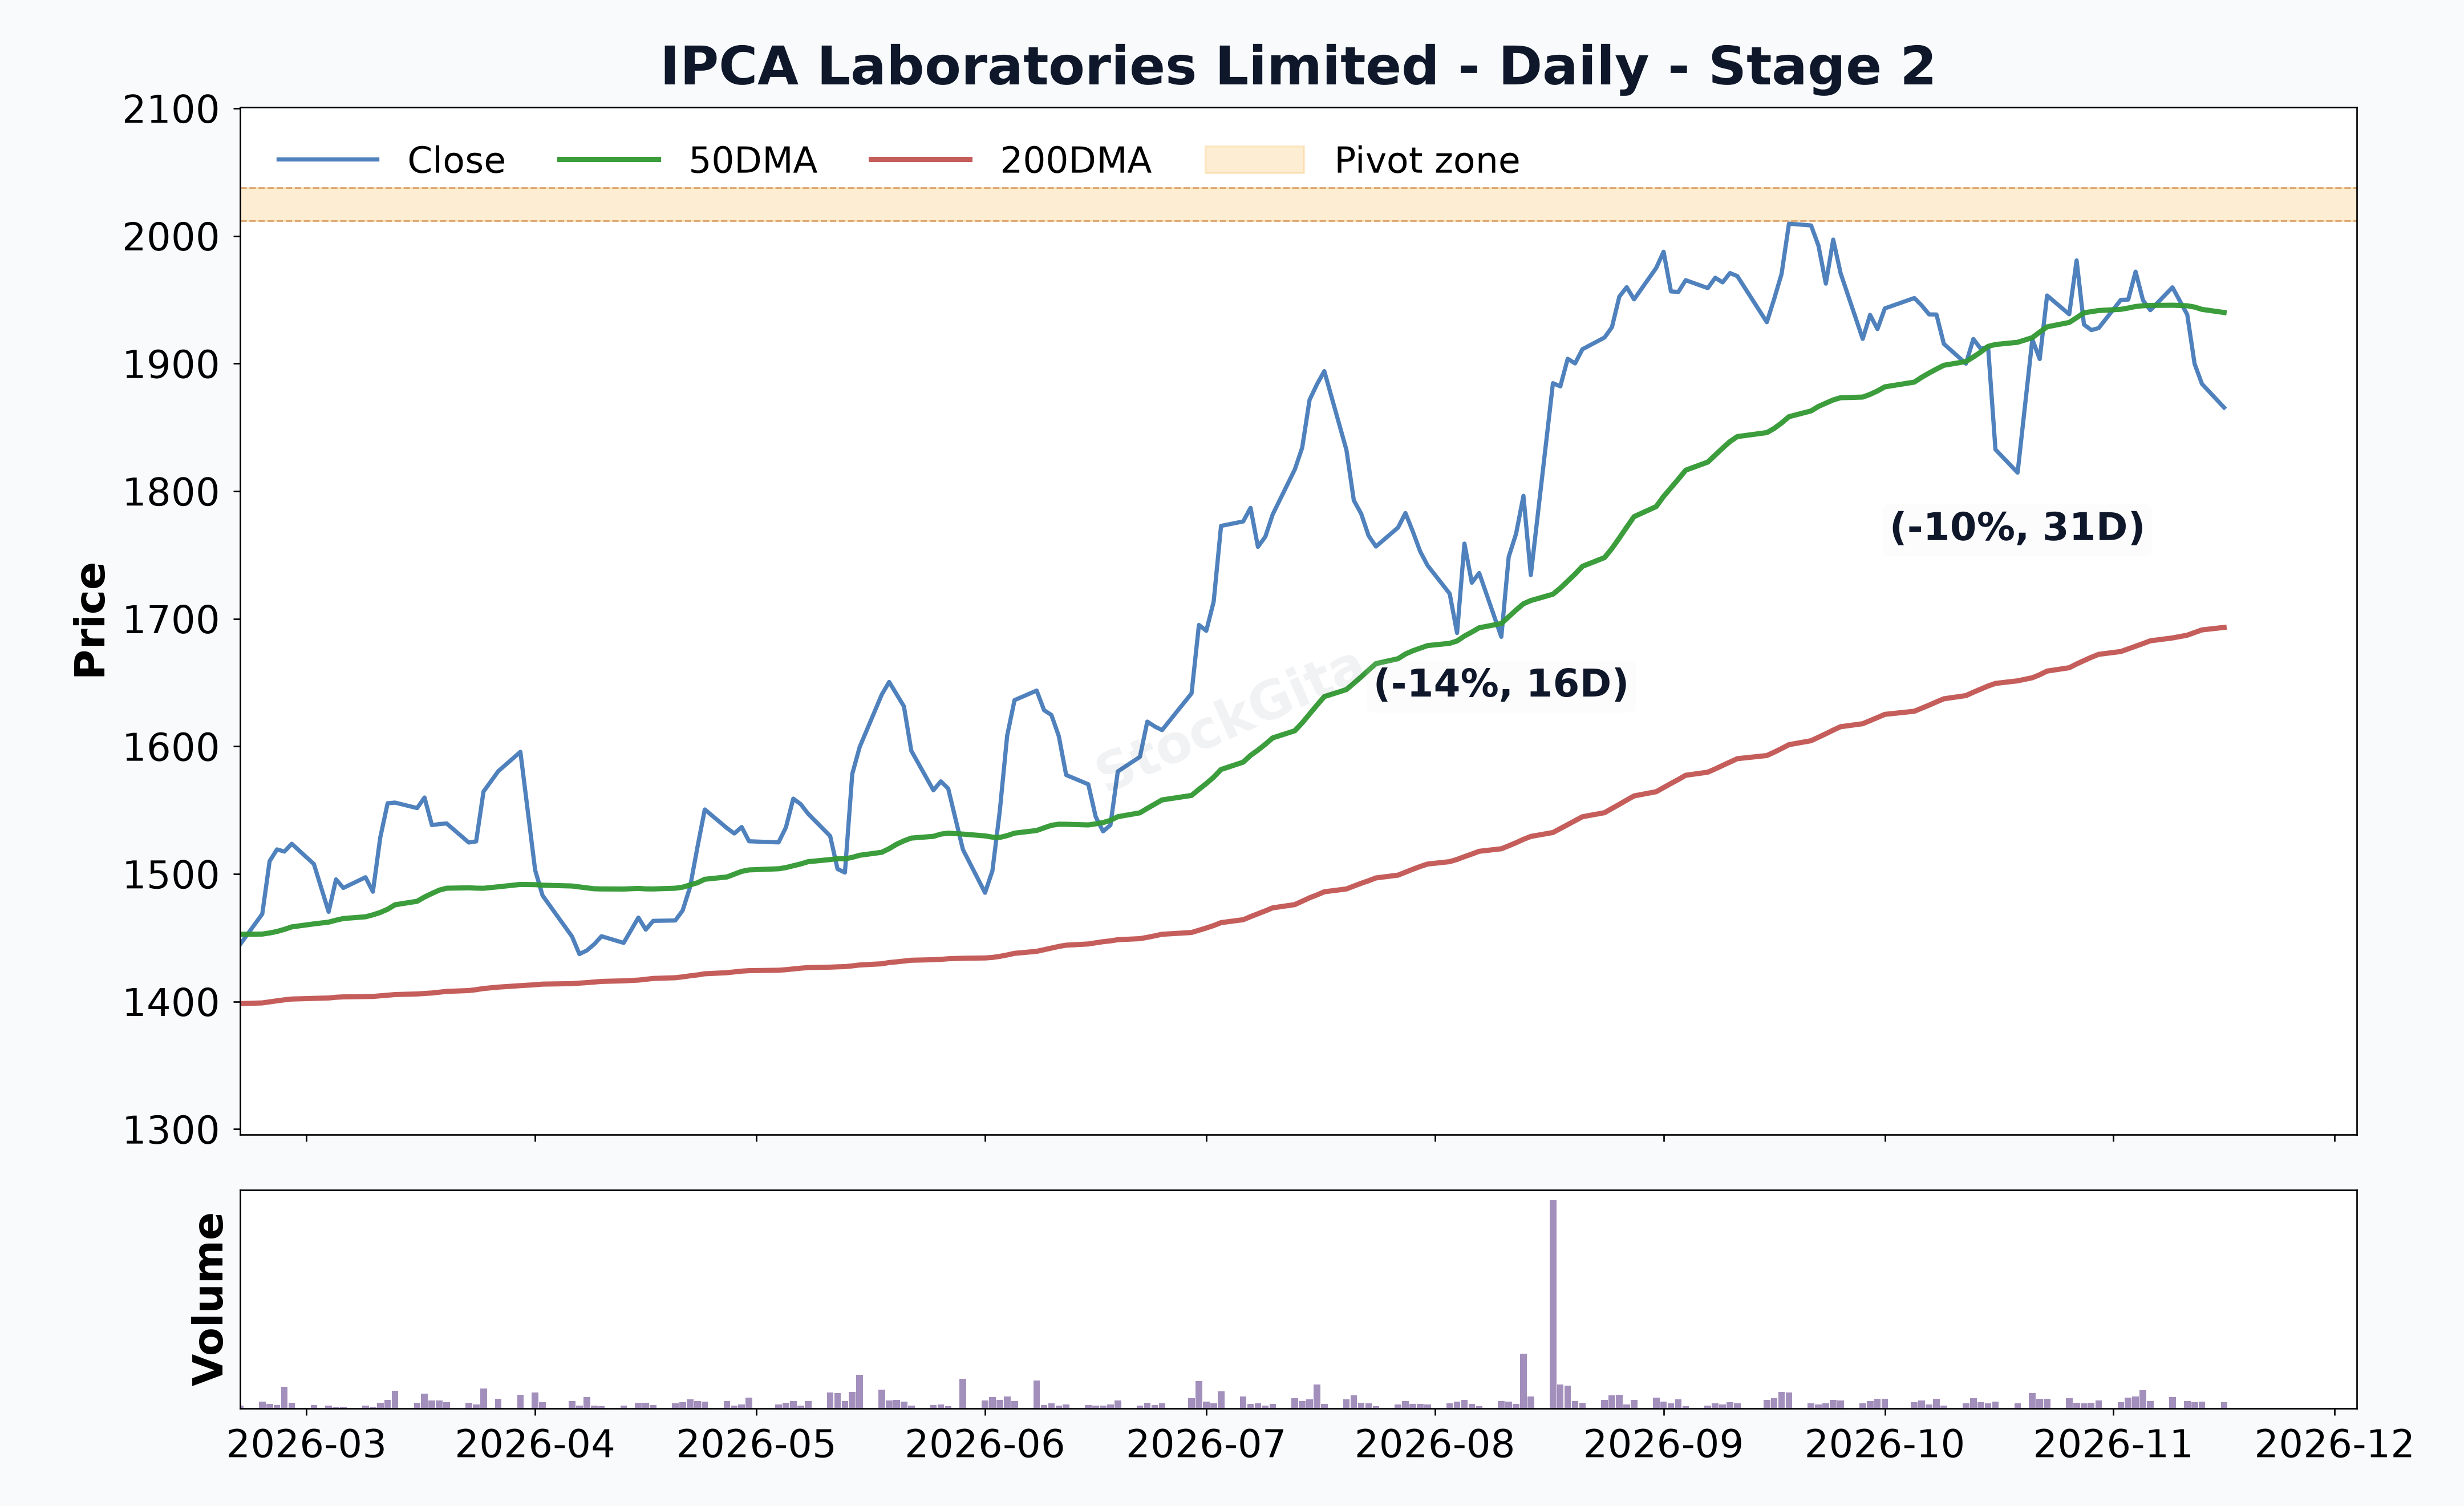 IPCA Laboratories Limited - Daily - Stage 2
2100
Close 50DMA 200DMA Pivot zone
2000
1900
1800
(-10%, 31D)
1700
(-14%, 16D)
StockGita
1600
1500
1400
1300
Price
Volume
2026-03 2026-04 2026-05 2026-06 2026-07 2026-08 2026-09 2026-10 2026-11 2026-12